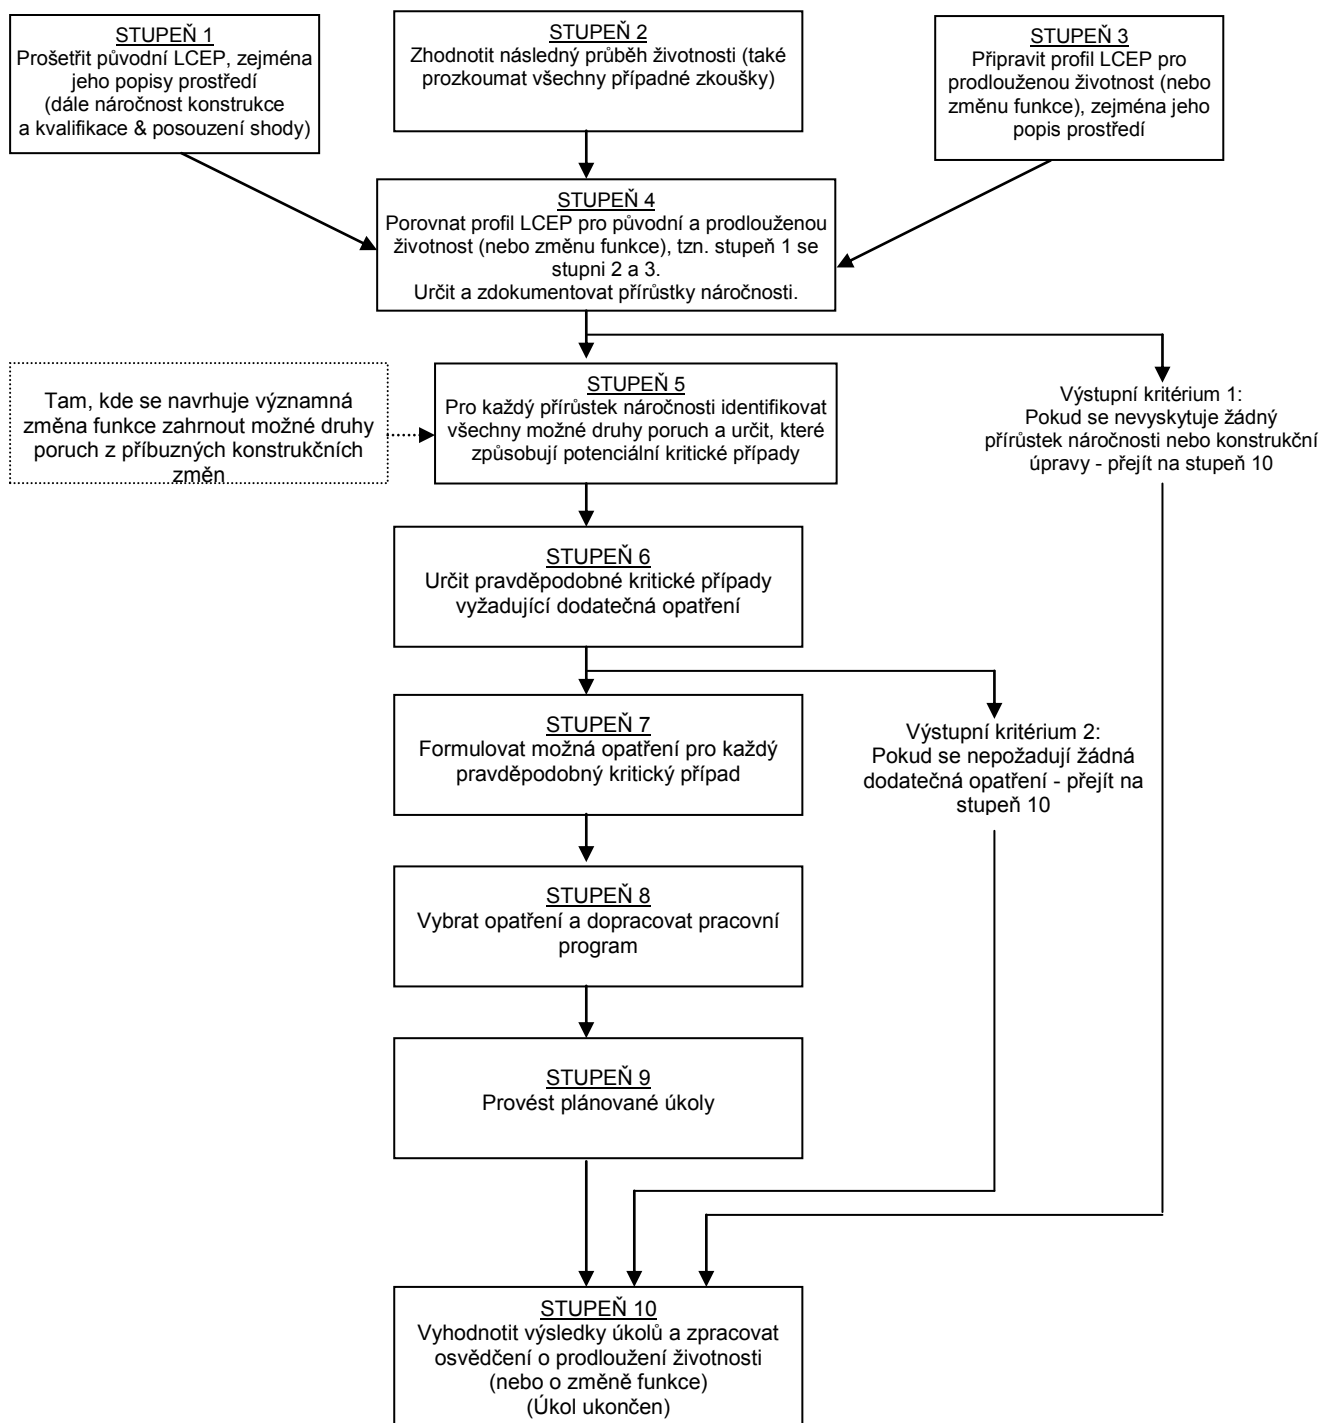 STUPEŇ 1
Prošetřit původní LCEP, zejména
jeho popisy prostředí
(dále náročnost konstrukce
a kvalifikace & posouzení shody)
STUPEŇ 2
Zhodnotit následný průběh životnosti (také
prozkoumat všechny případné zkoušky)
STUPEŇ 3
Připravit profil LCEP pro
prodlouženou životnost (nebo
změnu funkce), zejména jeho
popis prostředí
STUPEŇ 4
Porovnat profil LCEP pro původní a prodlouženou
životnost (nebo změnu funkce), tzn. stupeň 1 se
stupni 2 a 3.
Určit a zdokumentovat přírůstky náročnosti.
Tam, kde se navrhuje významná
změna funkce zahrnout možné druhy
poruch z příbuzných konstrukčních
změn
STUPEŇ 5
Pro každý přírůstek náročnosti identifikovat
všechny možné druhy poruch a určit, které
způsobují potenciální kritické případy
Výstupní kritérium 1:
Pokud se nevyskytuje žádný
přírůstek náročnosti nebo konstrukční
úpravy - přejít na stupeň 10
STUPEŇ 6
Určit pravděpodobné kritické případy
vyžadující dodatečná opatření
STUPEŇ 7
Formulovat možná opatření pro každý
pravděpodobný kritický případ
Výstupní kritérium 2:
Pokud se nepožadují žádná
dodatečná opatření - přejít na
stupeň 10
STUPEŇ 8
Vybrat opatření a dopracovat pracovní
program
STUPEŇ 9
Provést plánované úkoly
STUPEŇ 10
Vyhodnotit výsledky úkolů a zpracovat
osvědčení o prodloužení životnosti
(nebo o změně funkce)
(Úkol ukončen)